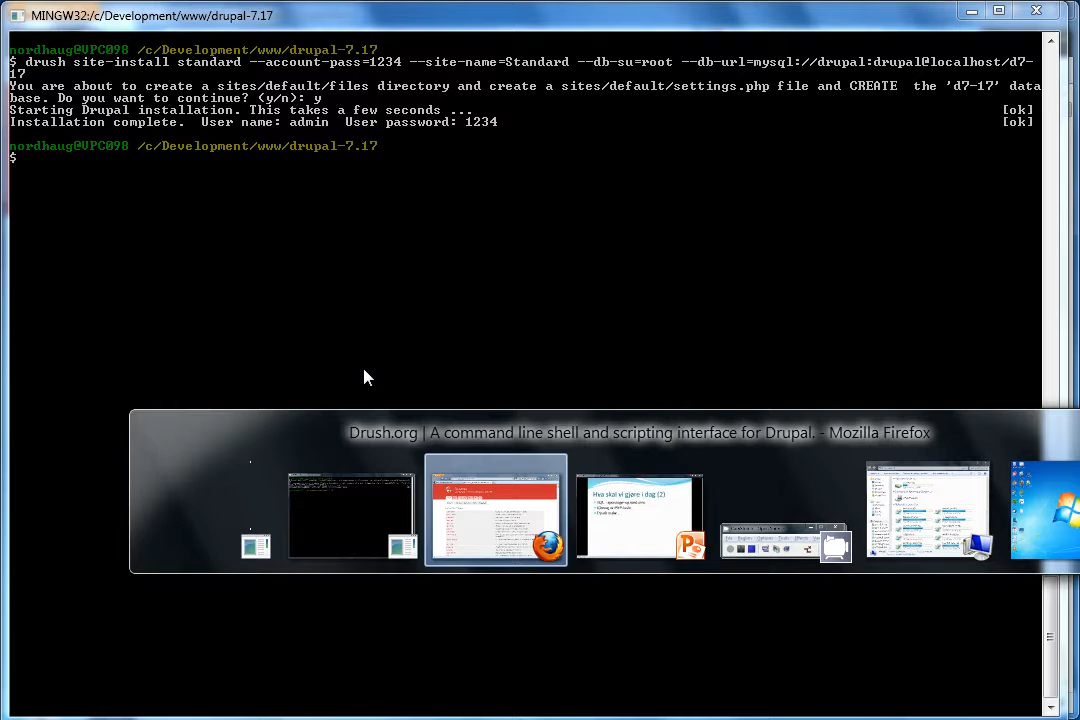 MINGW32:/c/Development/www/drupal-7.17
nordhaug@VPC098 /c/Development/www/drupal-7.17
$ drush site-install standard --account-pass=1234 --site-name=Standard --db-su=root --db-url=mysql://drupal:drupal@localhost/d7-
17
You are about to create a sites/default/files directory and create a sites/default/settings.php file and CREATE  the 'd7-17' data
base. Do you want to continue? (y/n): y
Starting Drupal installation. This takes a few seconds ... [ok]
Installation complete.  User name: admin  User password: 1234 [ok]
nordhaug@VPC098 /c/Development/www/drupal-7.17
$
Drush.org | A command line shell and scripting interface for Drupal. - Mozilla Firefox
Hva skal vi gjøre i dag (2)